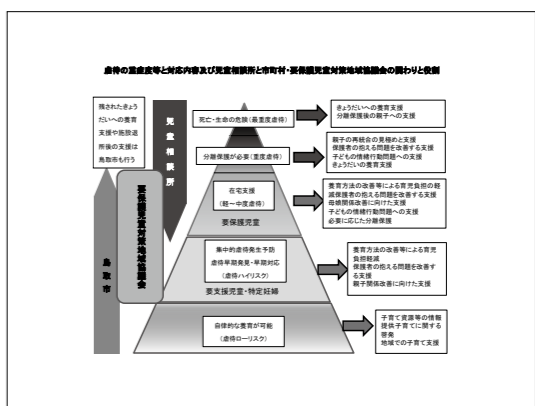 虐待の重症度等と対応内容及び児童相談所と市町村・要保護児童対策地域協議会の関わりと役割
残されたきょう
だいへの養育
支援や施設退
所後の支援は
鳥取市も行う
児童相談所
要保護児童対策地域協議会
鳥取市
死亡・生命の危険(最重度虐待)
きょうだいへの養育支援
分離保護後の親子への支援
分離保護が必要(重度虐待)
親子の再統合の見極めと支援
保護者の抱える問題を改善する支援
子どもの情緒行動問題への支援
きょうだいの養育支援
在宅支援
(軽~中度虐待)
要保護児童
養育方法の改善等による育児負担の軽
減保護者の抱える問題を改善する支援
母娘関係改善に向けた支援
子どもの情緒行動問題への支援
必要に応じた分離保護
集中的虐待発生予防
虐待早期発見・早期対応
(虐待ハイリスク)
要支援児童・特定妊婦
養育方法の改善等による育児
負担軽減
保護者の抱える問題を改善す
る支援
親子関係改善に向けた支援
自律的な養育が可能
(虐待ローリスク)
子育て資源等の情報
提供子育てに関する
啓発
地域での子育て支援